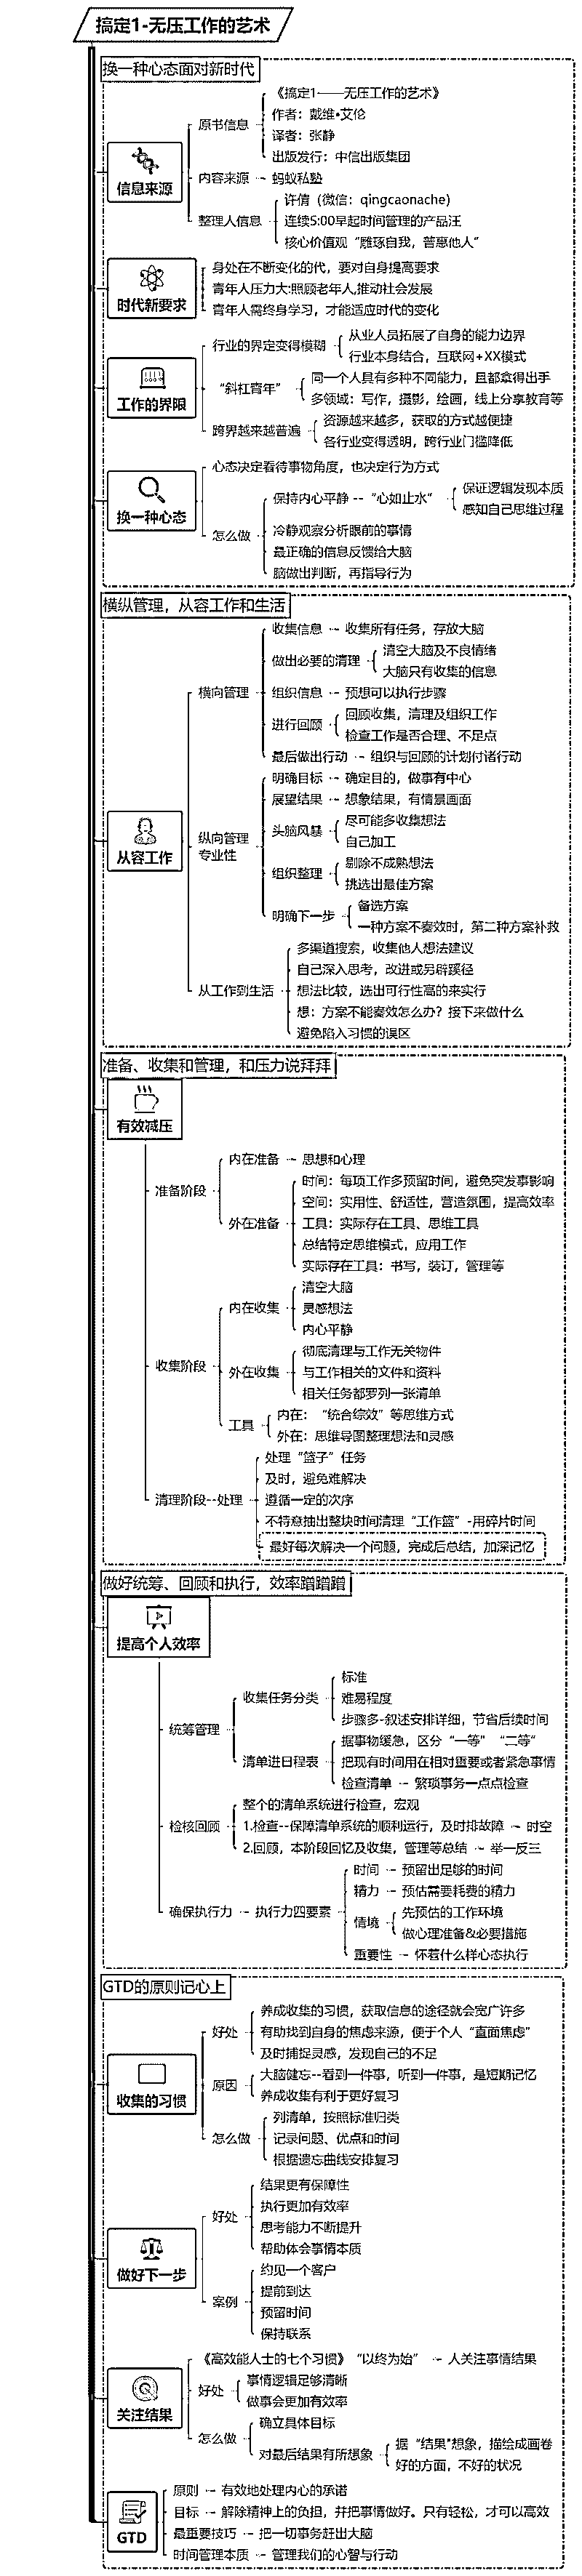 搞定1-无压工作的艺术
换一种心态面对新时代
信息来源
原书信息
《搞定1——无压工作的艺术》
作者：戴维•艾伦
译者：张静
出版发行：中信出版集团
内容来源
蚂蚁私塾
整理人信息
许倩（微信：qingcaonache）
连续5:00早起时间管理的产品汪
核心价值观“雕琢自我，普惠他人”
时代新要求
身处在不断变化的代，要对自身提高要求
青年人压力大:照顾老年人,推动社会发展
青年人需终身学习，才能适应时代的变化
工作的界限
行业的界定变得模糊
从业人员拓展了自身的能力边界
行业本身结合，互联网+XX模式
“斜杠青年”
同一个人具有多种不同能力，且都拿得出手
多领域：写作，摄影，绘画，线上分享教育等
跨界越来越普遍
资源越来越多，获取的方式越便捷
各行业变得透明，跨行业门槛降低
换一种心态
心态决定看待事物角度，也决定行为方式
怎么做
保持内心平静--“心如止水”
保证逻辑发现本质
感知自己思维过程
冷静观察分析眼前的事情
最正确的信息反馈给大脑
脑做出判断，再指导行为
横纵管理，从容工作和生活
从容工作
横向管理
收集信息
收集所有任务，存放大脑
做出必要的清理
清空大脑及不良情绪
大脑只有收集的信息
组织信息
预想可以执行步骤
进行回顾
回顾收集，清理及组织工作
检查工作是否合理、不足点
最后做出行动
组织与回顾的计划付诸行动
纵向管理
专业性
明确目标
确定目的，做事有中心
展望结果
想象结果，有情景画面
头脑风暴
尽可能多收集想法
自己加工
组织整理
剔除不成熟想法
挑选出最佳方案
明确下一步
备选方案
一种方案不奏效时，第二种方案补救
从工作到生活
多渠道搜索，收集他人想法建议
自己深入思考，改进或另辟蹊径
想法比较，选出可行性高的来实行
想：方案不能奏效怎么办？接下来做什么
避免陷入习惯的误区
准备、收集和管理，和压力说拜拜
有效减压
准备阶段
内在准备
思想和心理
外在准备
时间：每项工作多预留时间，避免突发事影响
空间：实用性、舒适性，营造氛围，提高效率
工具：实际存在工具、思维工具
总结特定思维模式，应用工作
实际存在工具：书写，装订，管理等
收集阶段
内在收集
清空大脑
灵感想法
内心平静
外在收集
彻底清理与工作无关物件
与工作相关的文件和资料
相关任务都罗列一张清单
工具
内在：“统合综效”等思维方式
外在：思维导图整理想法和灵感
清理阶段--处理
处理“篮子”任务
及时，避免难解决
遵循一定的次序
不特意抽出整块时间清理“工作篮”-用碎片时间
最好每次解决一个问题，完成后总结，加深记忆
做好统筹、回顾和执行，效率蹭蹭蹭
提高个人效率
统筹管理
收集任务分类
标准
难易程度
步骤多-叙述安排详细，节省后续时间
清单进日程表
据事物缓急，区分“一等”“二等”
把现有时间用在相对重要或者紧急事情
检查清单
繁琐事务一点点检查
检核回顾
整个的清单系统进行检查，宏观
1.检查--保障清单系统的顺利运行，及时排故障
时空
2.回顾，本阶段回忆及收集，管理等总结
举一反三
确保执行力
执行力四要素
时间
预留出足够的时间
精力
预估需要耗费的精力
情境
先预估的工作环境
做心理准备&必要措施
重要性
怀着什么样心态执行
GTD的原则记心上
收集的习惯
好处
养成收集的习惯，获取信息的途径就会宽广许多
有助找到自身的焦虑来源，便于个人“直面焦虑”
及时捕捉灵感，发现自己的不足
原因
大脑健忘--看到一件事，听到一件事，是短期记忆
养成收集有利于更好复习
怎么做
列清单，按照标准归类
记录问题、优点和时间
根据遗忘曲线安排复习
做好下一步
好处
结果更有保障性
执行更加有效率
思考能力不断提升
帮助体会事情本质
案例
约见一个客户
提前到达
预留时间
保持联系
关注结果
《高效能人士的七个习惯》“以终为始”
人关注事情结果
好处
事情逻辑足够清晰
做事会更加有效率
怎么做
确立具体目标
对最后结果有所想象
据“结果”想象，描绘成画卷
好的方面，不好的状况
GTD
原则
有效地处理内心的承诺
目标
解除精神上的负担，并把事情做好。只有轻松，才可以高效
最重要技巧
把一切事务赶出大脑
时间管理本质
管理我们的心智与行动